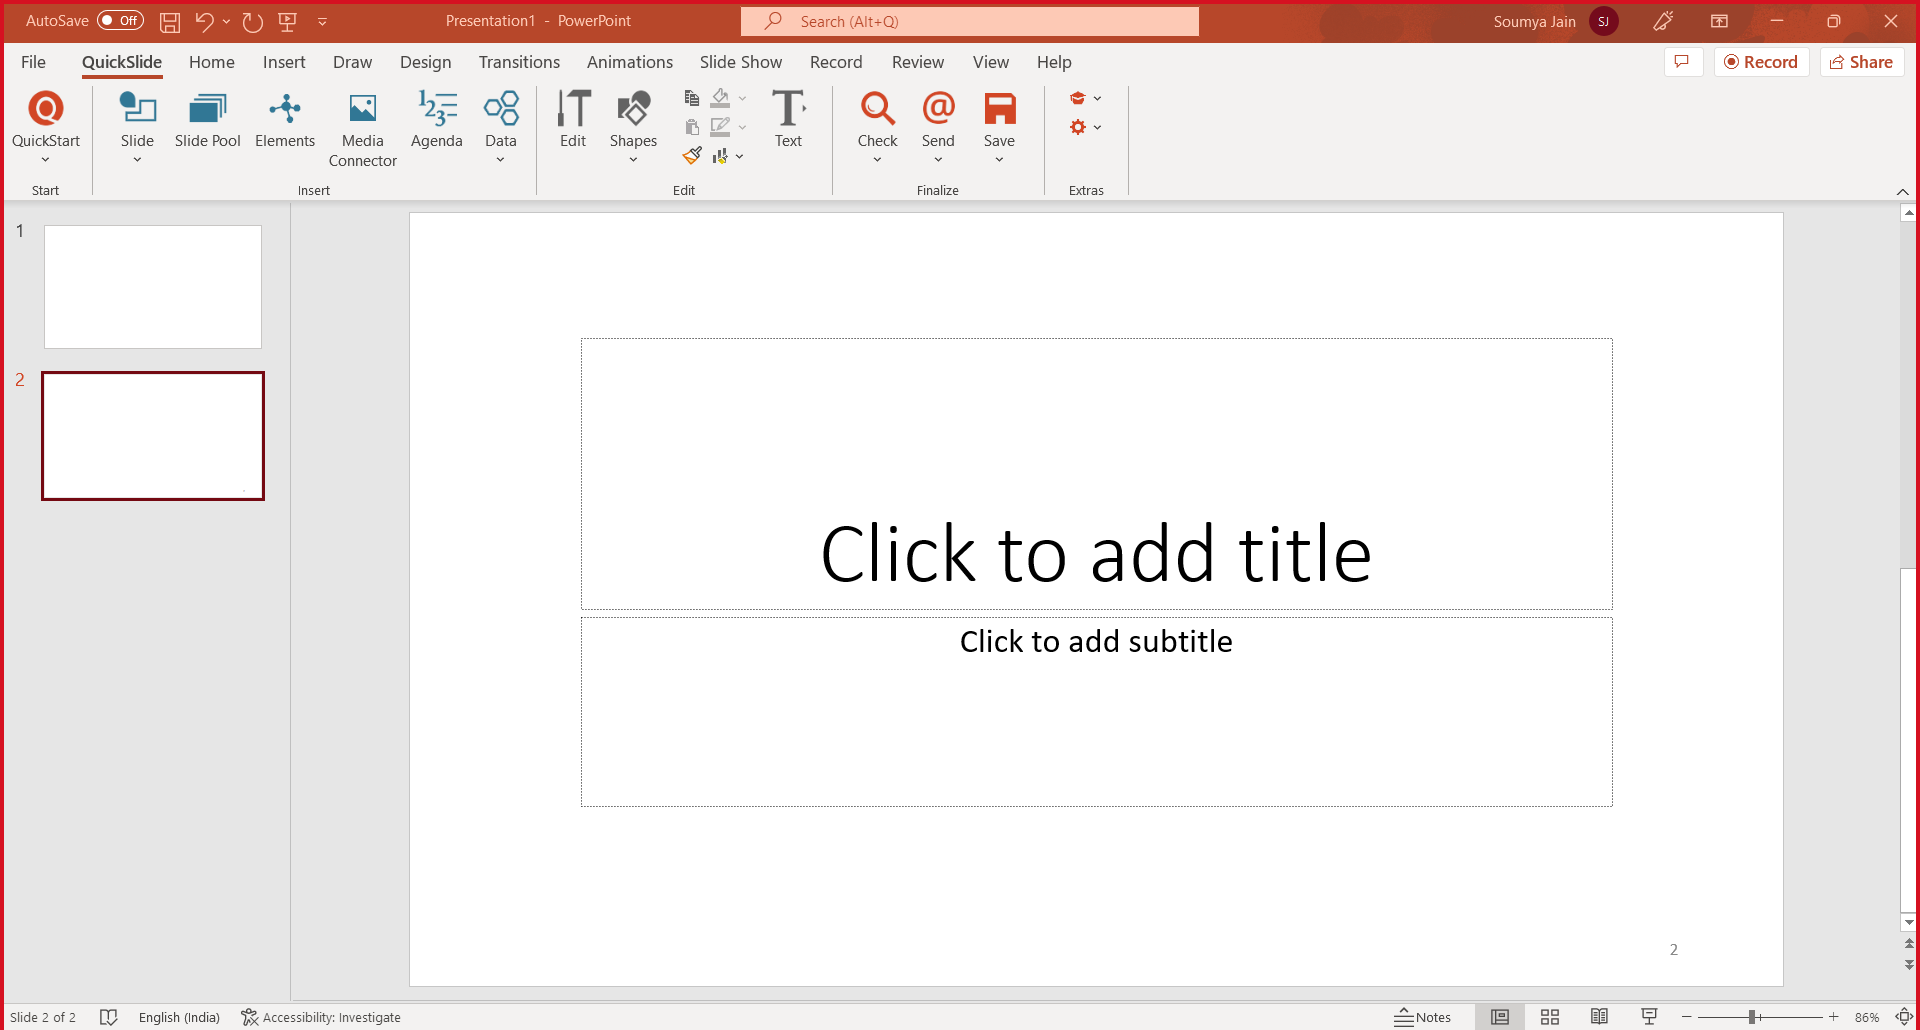 AutoSave Off
Presentation1 - PowerPoint
Search (Alt+Q)
Soumya Jain SJ
File QuickSlide Home Insert Draw Design Transitions Animations Slide Show Record Review View Help
Record Share
QuickStart
Start
Slide Slide Pool Elements Media Connector Agenda Data
Insert
Edit Shapes Text
Edit
Check Send Save
Finalize
Extras
1
2
Click to add title
Click to add subtitle
2
Slide 2 of 2 English (India) Accessibility: Investigate Notes 86%